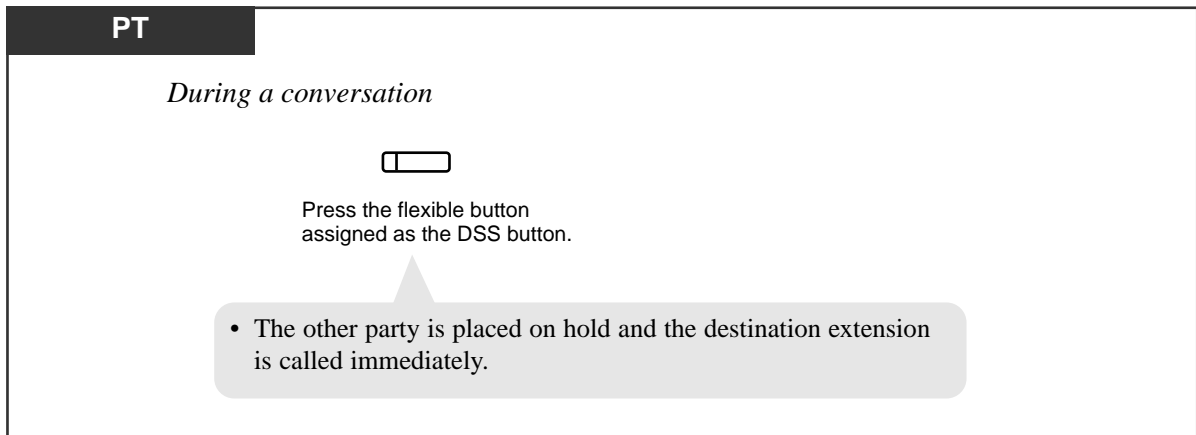 PT
During a conversation
Press the flexible button
assigned as the DSS button.
• The other party is placed on hold and the destination extension
is called immediately.